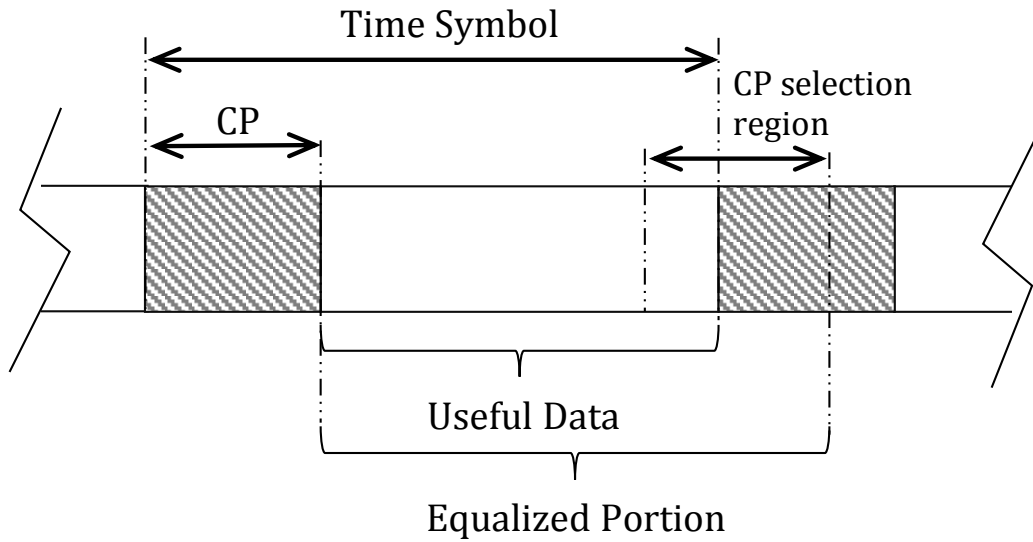 Time Symbol
CP selection
region
CP
Useful Data
Equalized Portion